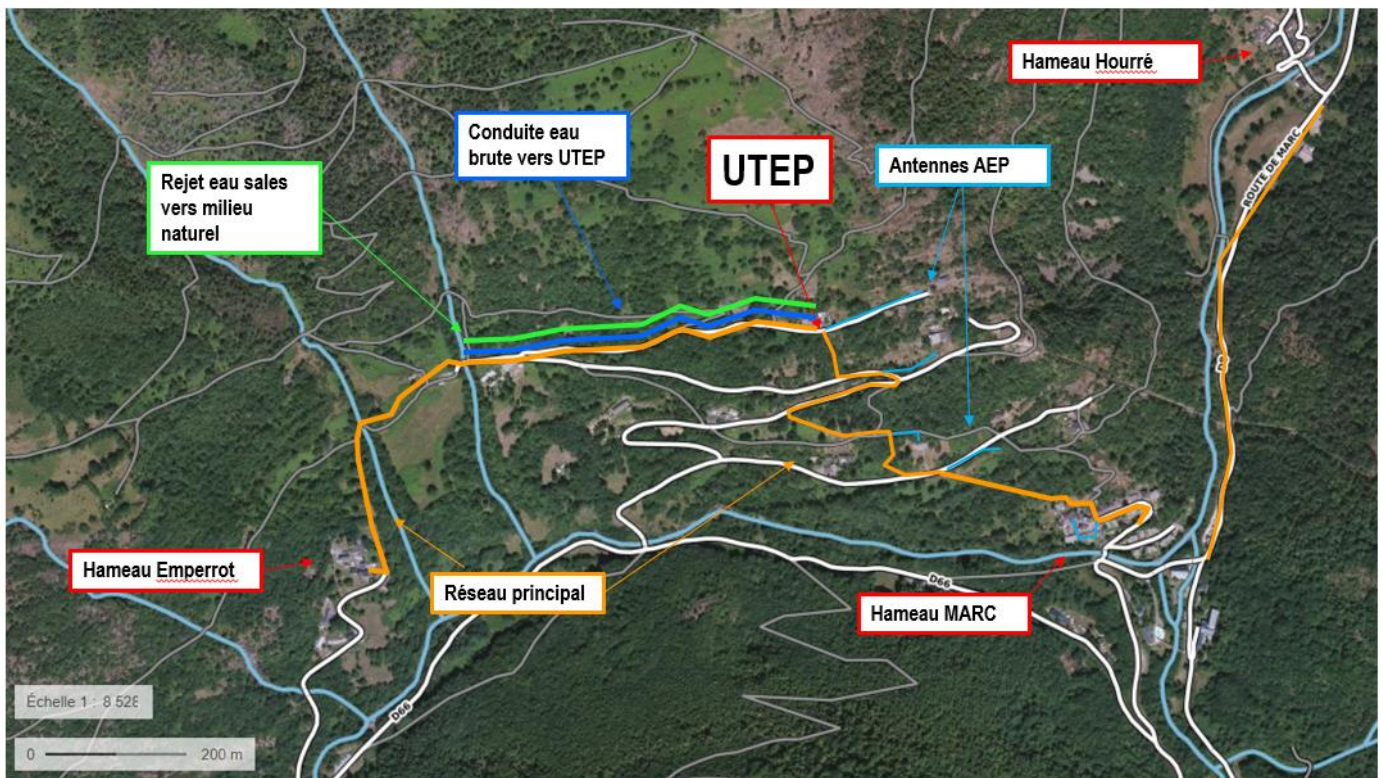 Hameau Hourré
Conduite eau
brute vers UTEP
UTEP
Antennes AEP
Rejet eau sales
vers milieu
naturel
ROUTE DE MARC
Hameau Emperrot
Réseau principal
D66
Hameau MARC
Échelle 1 : 8 528
D66
0 200 m